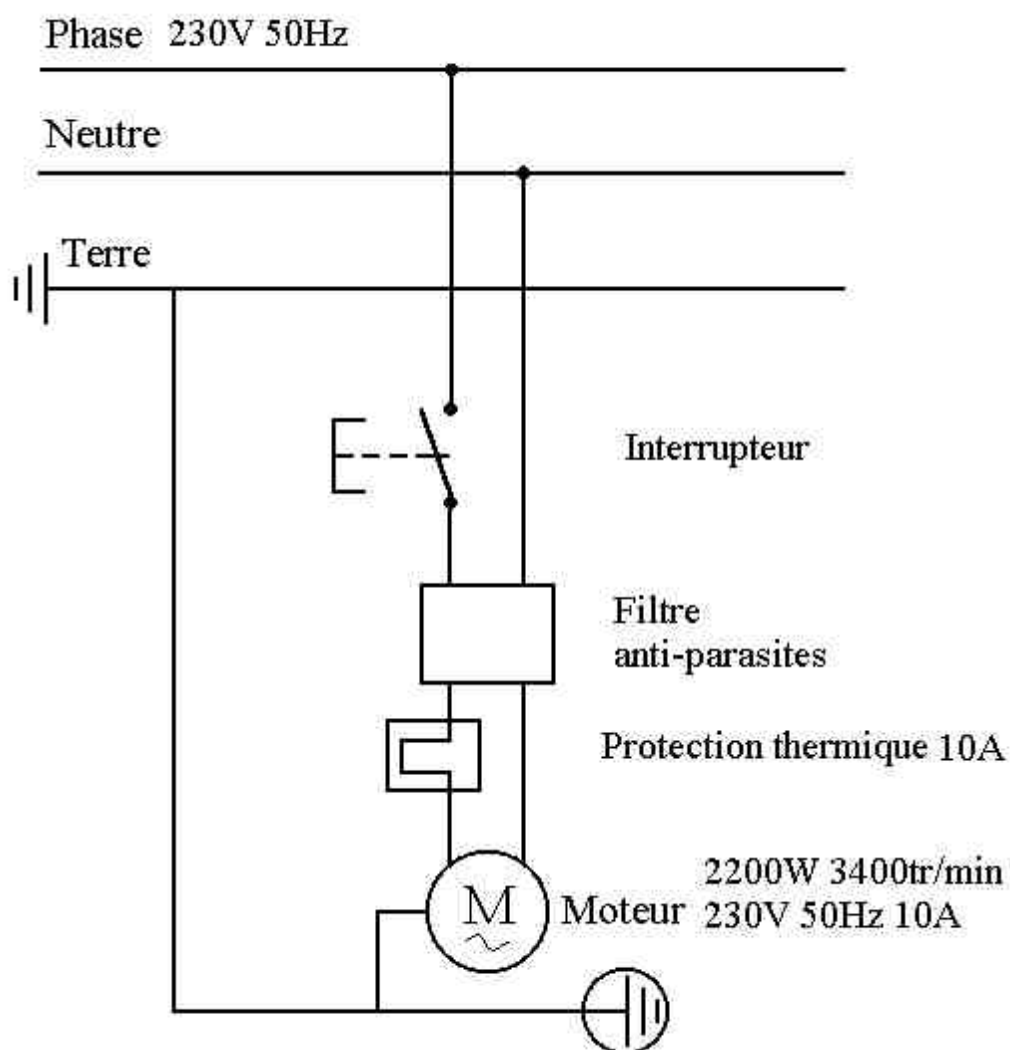 Phase 230V 50Hz
Neutre
Terre
Interrupteur
Filtre
anti-parasites
Protection thermique 10A
M
Moteur
2200W 3400tr/min
230V 50Hz 10A